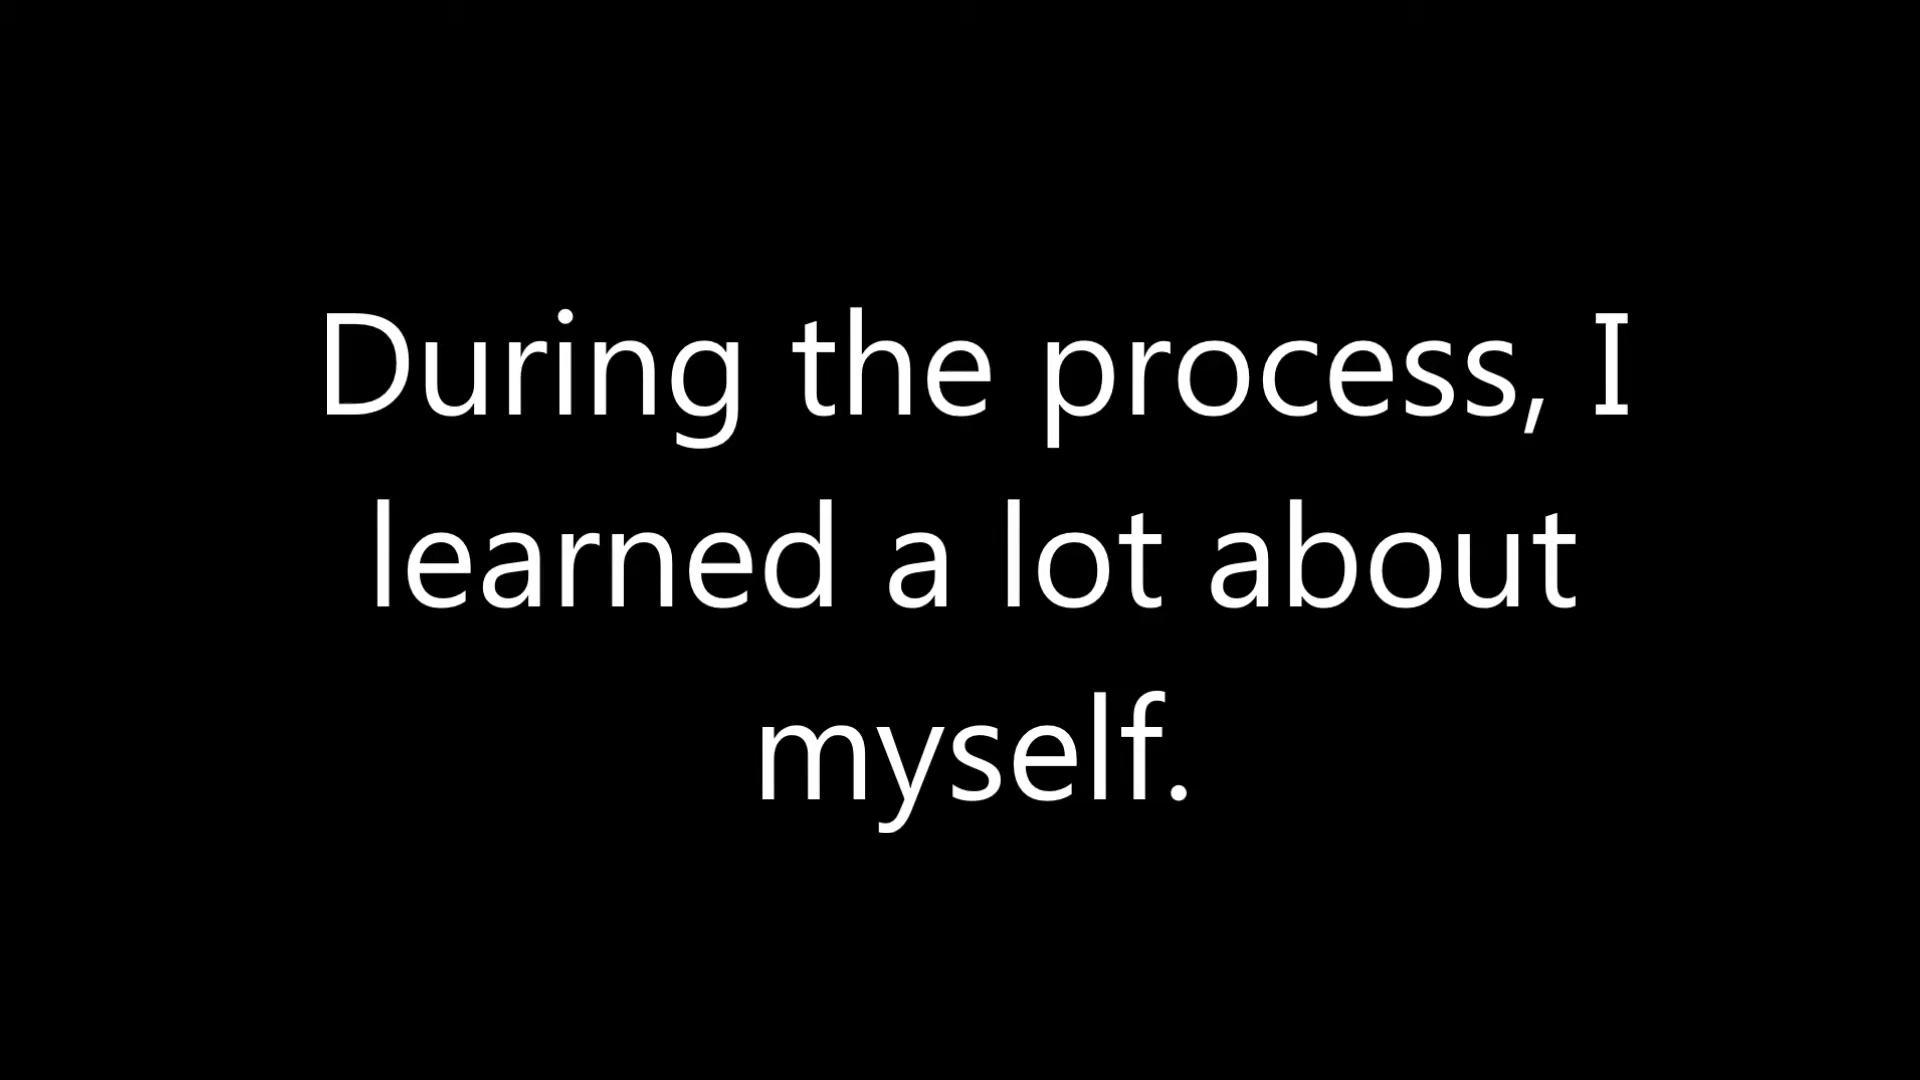 During the process, I
learned a lot about
myself.